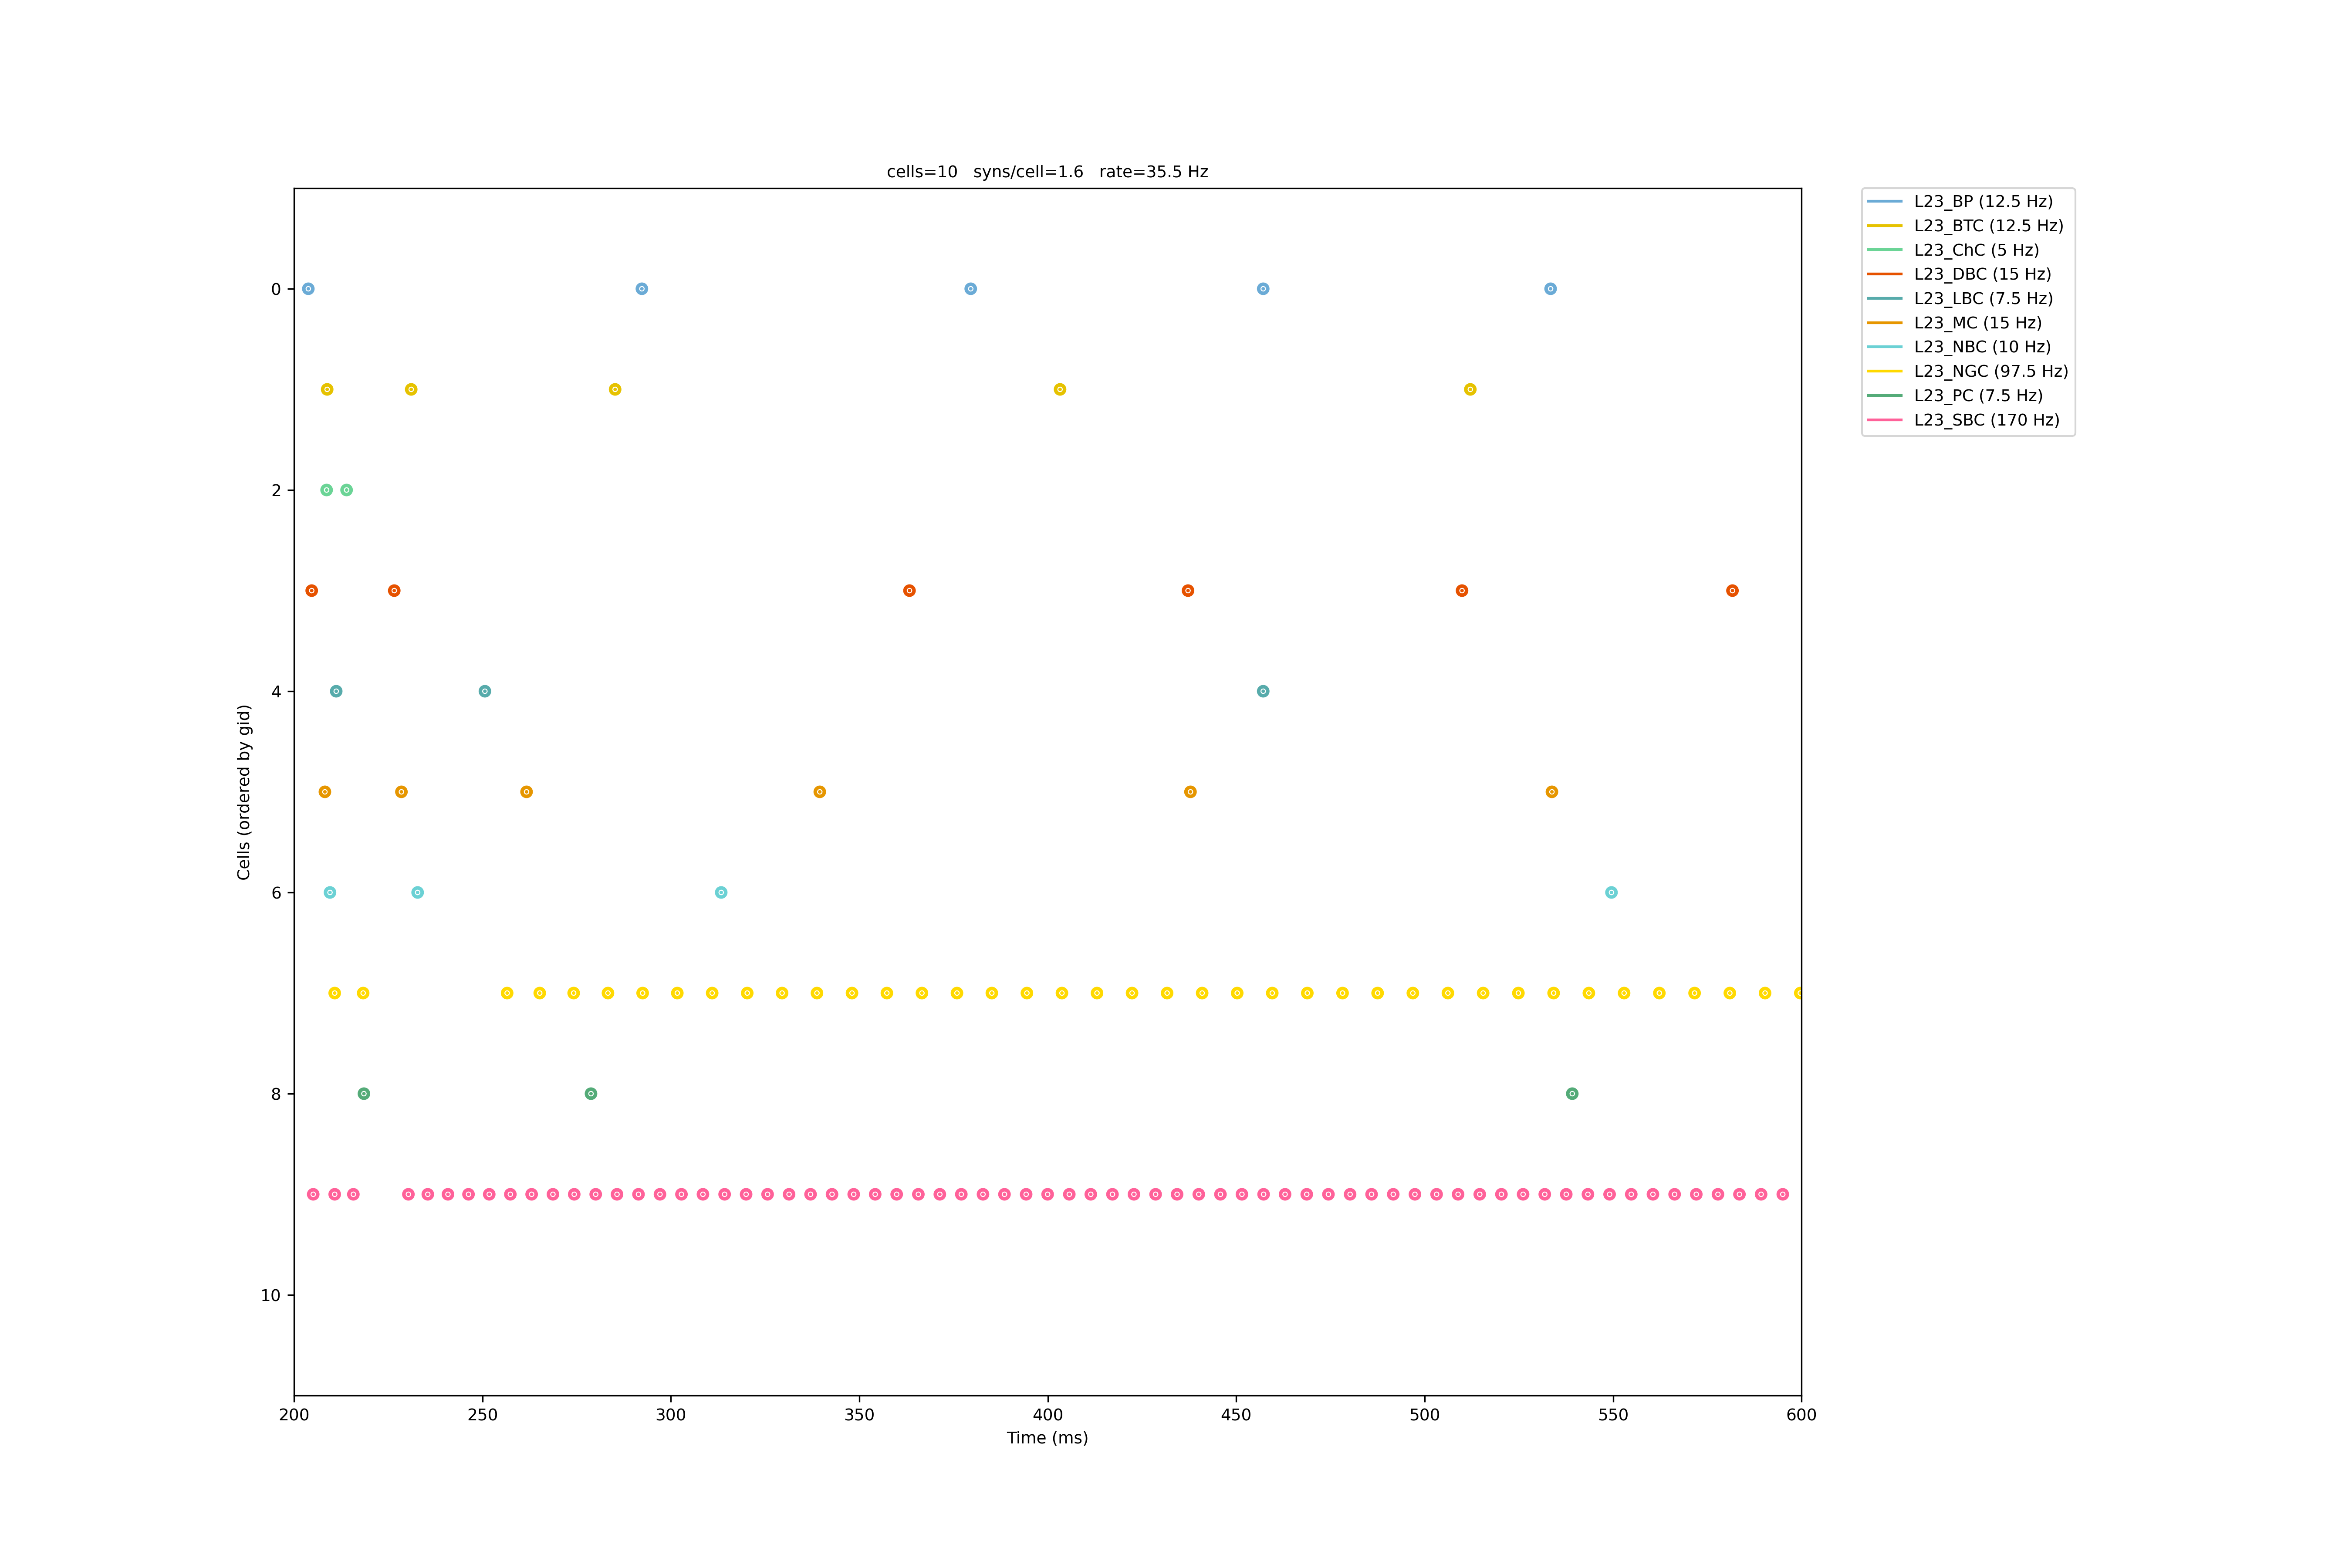 cells=10   syns/cell=1.6   rate=35.5 Hz
L23_BP (12.5 Hz)
L23_BTC (12.5 Hz)
L23_ChC (5 Hz)
L23_DBC (15 Hz)
L23_LBC (7.5 Hz)
L23_MC (15 Hz)
L23_NBC (10 Hz)
L23_NGC (97.5 Hz)
L23_PC (7.5 Hz)
L23_SBC (170 Hz)
Cells (ordered by gid)
0
2
4
6
8
10
200 250 300 350 400 450 500 550 600
Time (ms)